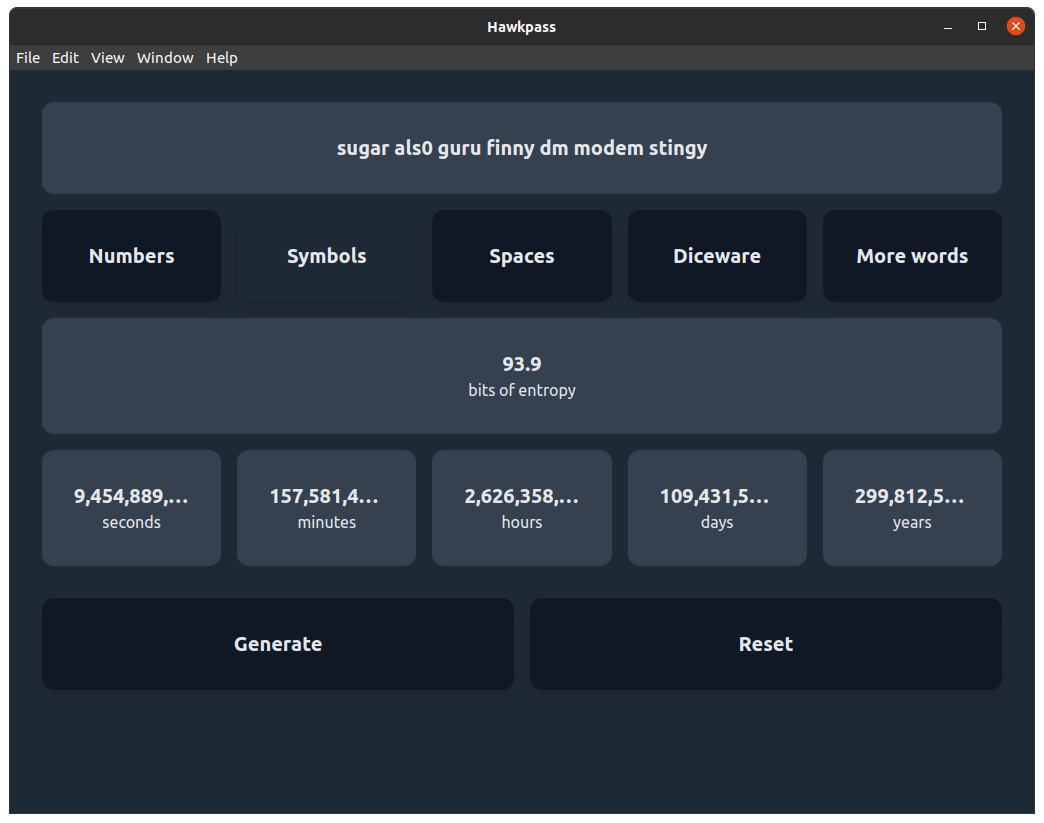 Hawkpass
File Edit View Window Help
sugar als0 guru finny dm modem stingy
Numbers Symbols Spaces Diceware More words
93.9
bits of entropy
9,454,889,... 157,581,4... 2,626,358,... 109,431,5... 299,812,5...
seconds minutes hours days years
Generate Reset